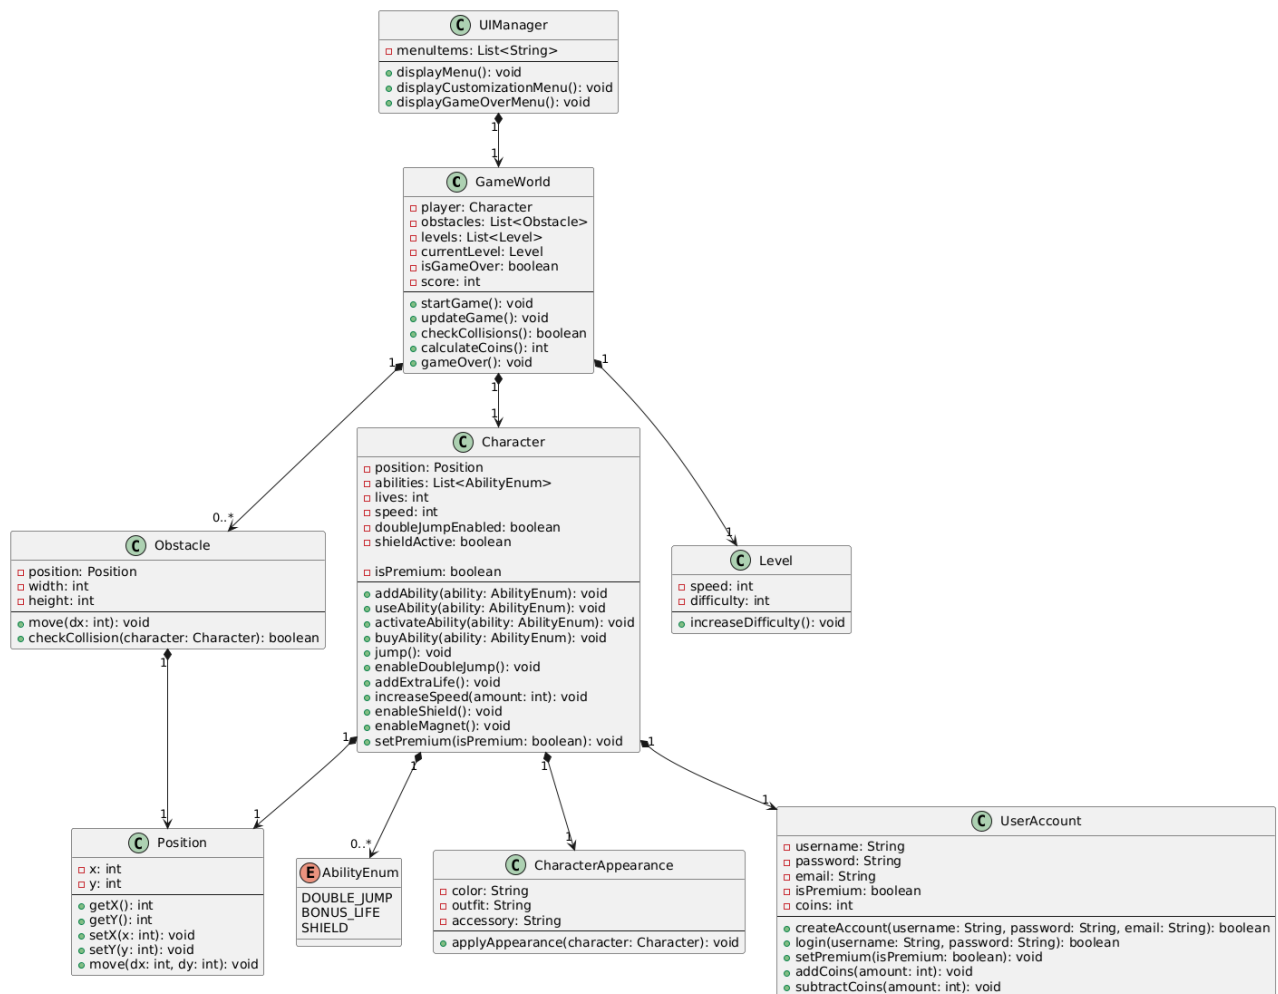 C UIManager
menuItems: List<String>
displayMenu(): void
displayCustomizationMenu(): void
displayGameOverMenu(): void
1
1
C GameWorld
player: Character
obstacles: List<Obstacle>
levels: List<Level>
currentLevel: Level
isGameOver: boolean
score: int
startGame(): void
updateGame(): void
checkCollisions(): boolean
calculateCoins(): int
gameOver(): void
1
1
1
0..*
1
1
C Character
position: Position
abilities: List<AbilityEnum>
lives: int
speed: int
doubleJumpEnabled: boolean
shieldActive: boolean
isPremium: boolean
addAbility(ability: AbilityEnum): void
useAbility(ability: AbilityEnum): void
activateAbility(ability: AbilityEnum): void
buyAbility(ability: AbilityEnum): void
jump(): void
enableDoubleJump(): void
addExtraLife(): void
increaseSpeed(amount: int): void
enableShield(): void
enableMagnet(): void
setPremium(isPremium: boolean): void
C Obstacle
position: Position
width: int
height: int
move(dx: int): void
checkCollision(character: Character): boolean
C Level
speed: int
difficulty: int
increaseDifficulty(): void
1
1
1
1
1
1
1
0..*
1
1
C Position
x: int
y: int
getX(): int
getY(): int
setX(x: int): void
setY(y: int): void
move(dx: int, dy: int): void
E AbilityEnum
DOUBLE_JUMP
BONUS_LIFE
SHIELD
C CharacterAppearance
color: String
outfit: String
accessory: String
applyAppearance(character: Character): void
C UserAccount
username: String
password: String
email: String
isPremium: boolean
coins: int
createAccount(username: String, password: String, email: String): boolean
login(username: String, password: String): boolean
setPremium(isPremium: boolean): void
addCoins(amount: int): void
subtractCoins(amount: int): void